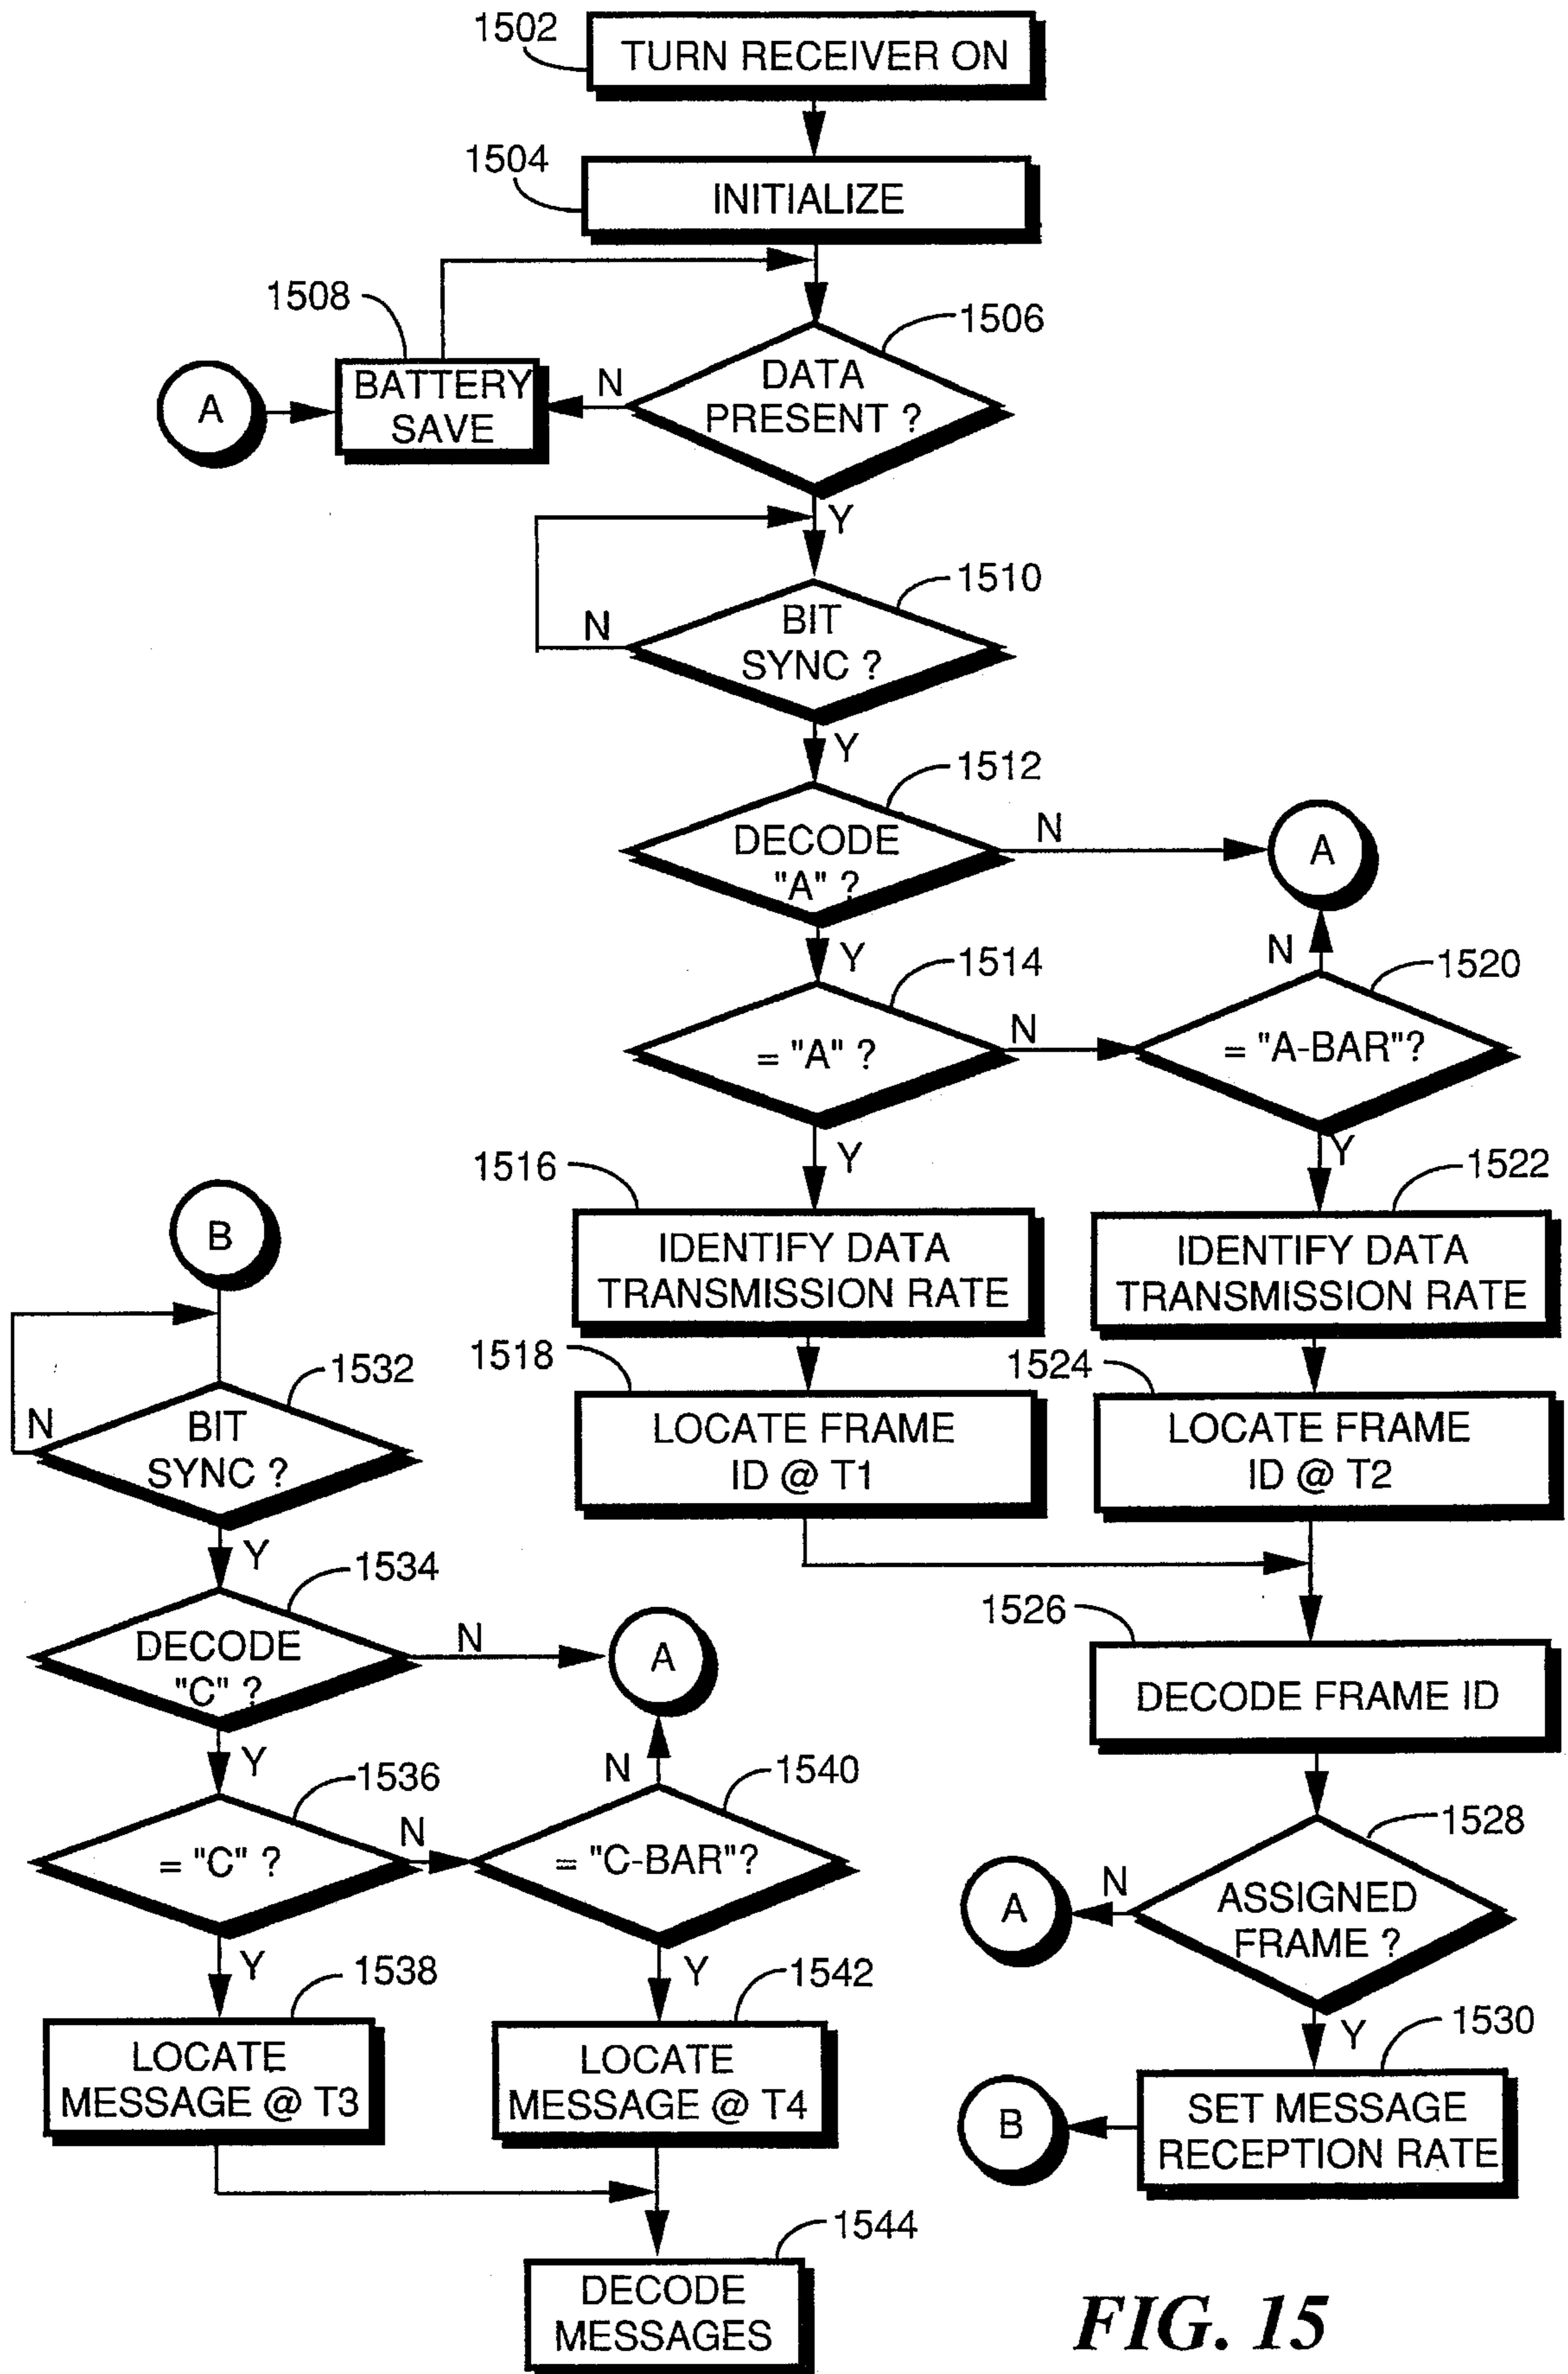 1502
TURN RECEIVER ON
1504
INITIALIZE
1508
1506
A
BATTERY
SAVE
N
DATA
PRESENT ?
Y
1510
N
BIT
SYNC ?
Y
1512
DECODE
"A" ?
N
A
Y
1514
N
1520
= "A" ?
N
= "A-BAR"?
Y
Y
1516
1522
IDENTIFY DATA
TRANSMISSION RATE
IDENTIFY DATA
TRANSMISSION RATE
1518
1524
LOCATE FRAME
ID @ T1
LOCATE FRAME
ID @ T2
1526
DECODE FRAME ID
1528
A
N
ASSIGNED
FRAME ?
Y
1530
B
SET MESSAGE
RECEPTION RATE
B
1532
N
BIT
SYNC ?
Y
1534
DECODE
"C" ?
N
A
Y
1536
N
1540
= "C" ?
N
= "C-BAR"?
Y
Y
1538
1542
LOCATE
MESSAGE @ T3
LOCATE
MESSAGE @ T4
1544
DECODE
MESSAGES
FIG. 15